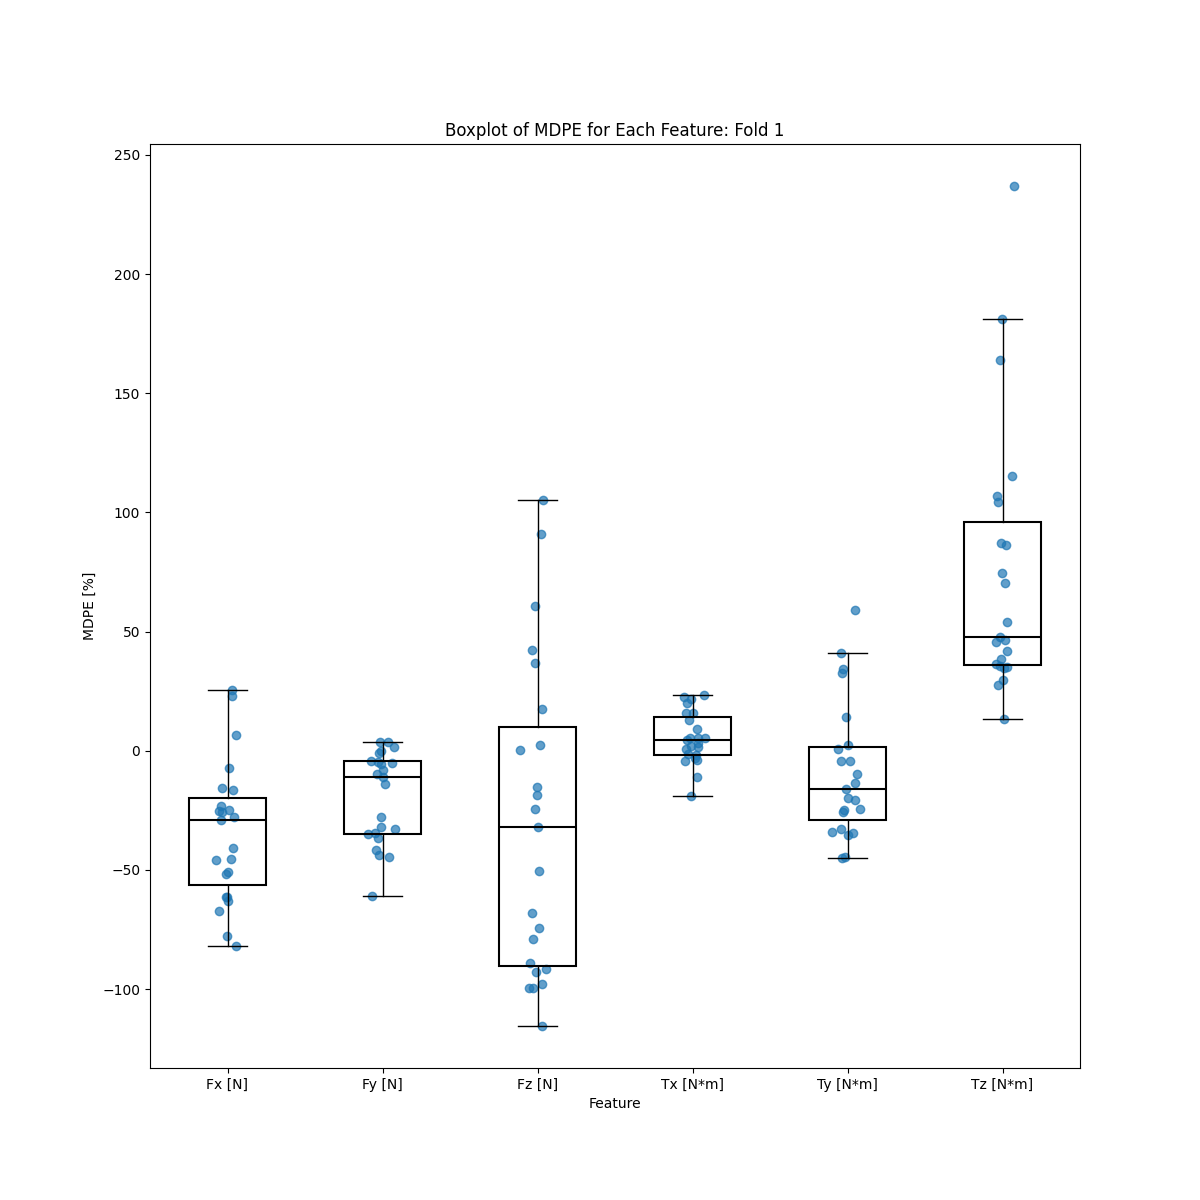 Boxplot of MDPE for Each Feature: Fold 1
250
200
150
100
50
0
−50
−100
MDPE [%]
Fx [N]
Fy [N]
Fz [N]
Tx [N*m]
Ty [N*m]
Tz [N*m]
Feature